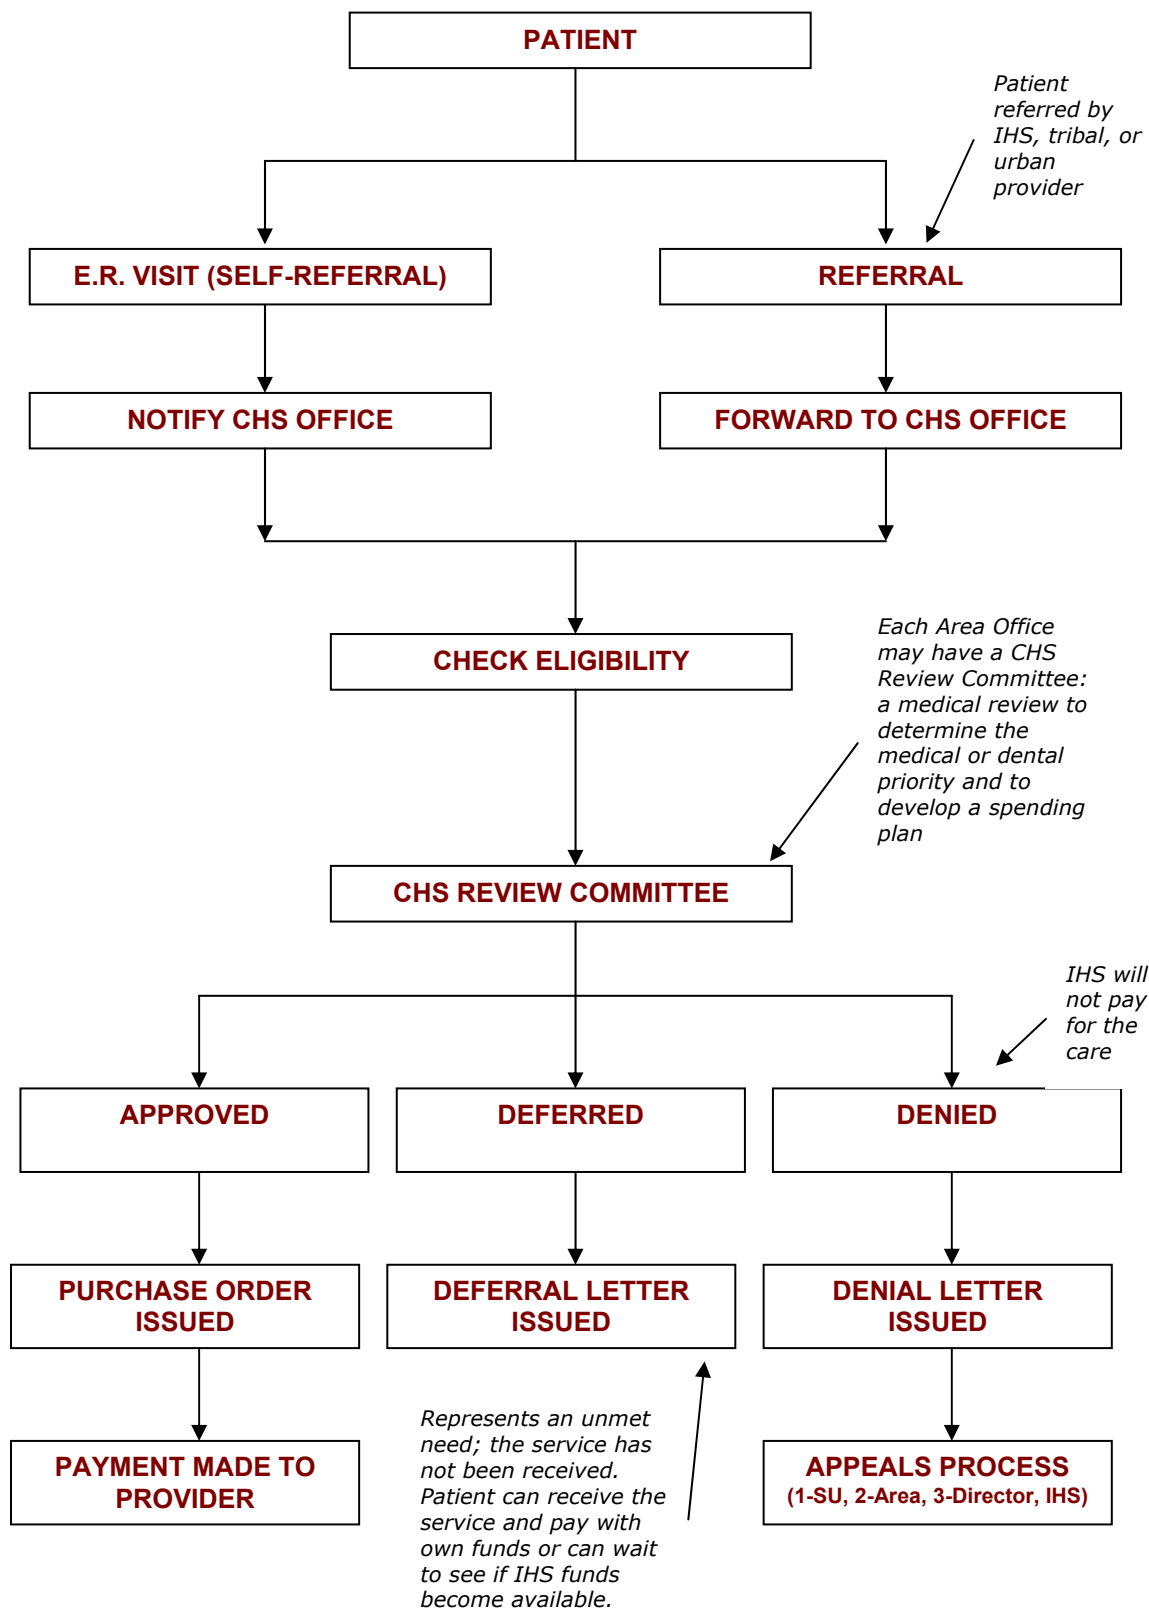 PATIENT
Patient
referred by
IHS, tribal, or
urban
provider
E.R. VISIT (SELF-REFERRAL)
REFERRAL
NOTIFY CHS OFFICE
FORWARD TO CHS OFFICE
CHECK ELIGIBILITY
Each Area Office
may have a CHS
Review Committee:
a medical review to
determine the
medical or dental
priority and to
develop a spending
plan
CHS REVIEW COMMITTEE
IHS will
not pay
for the
care
APPROVED
DEFERRED
DENIED
PURCHASE ORDER
ISSUED
DEFERRAL LETTER
ISSUED
DENIAL LETTER
ISSUED
Represents an unmet
need; the service has
not been received.
Patient can receive the
service and pay with
own funds or can wait
to see if IHS funds
become available.
PAYMENT MADE TO
PROVIDER
APPEALS PROCESS
(1-SU, 2-Area, 3-Director, IHS)